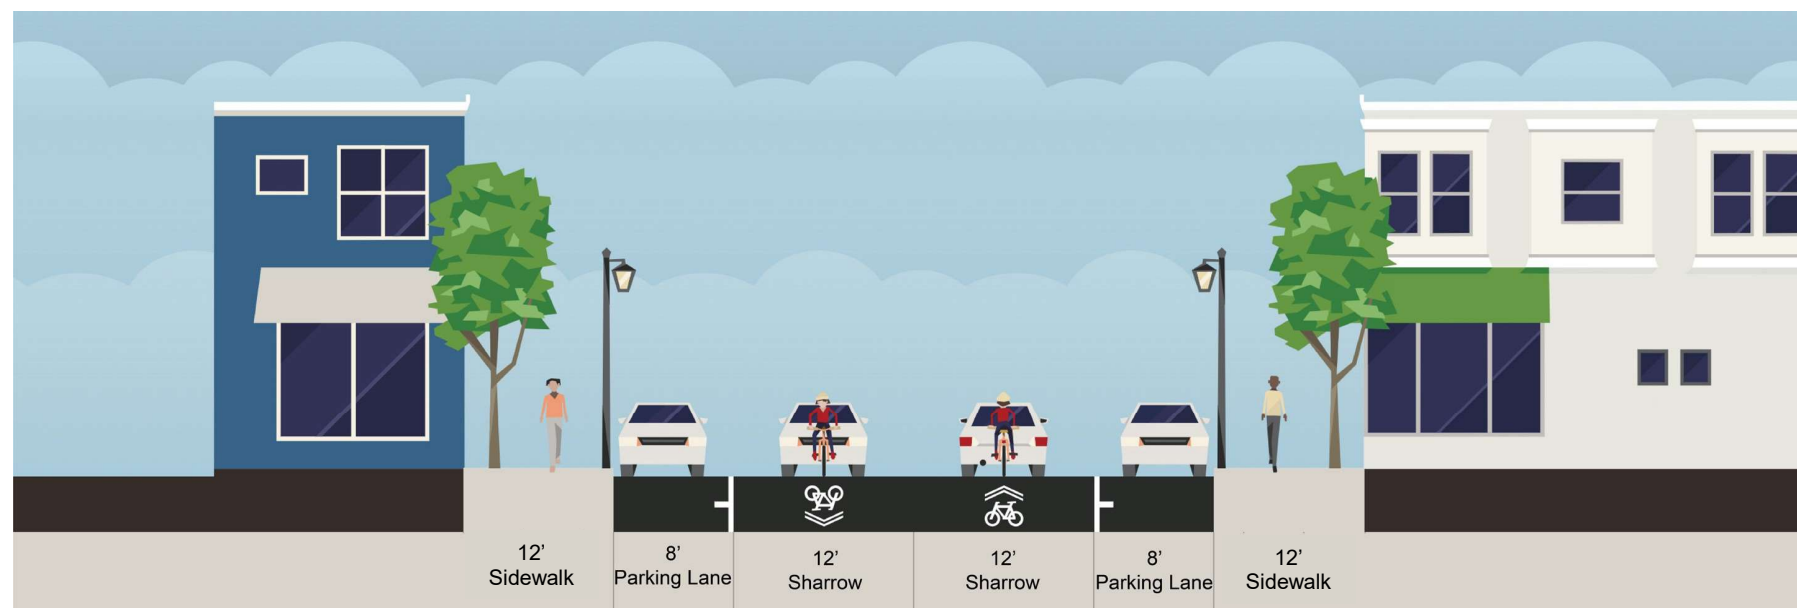 12’
Sidewalk
8’
Parking Lane
12’
Sharrow
12’
Sharrow
8’
Parking Lane
12’
Sidewalk